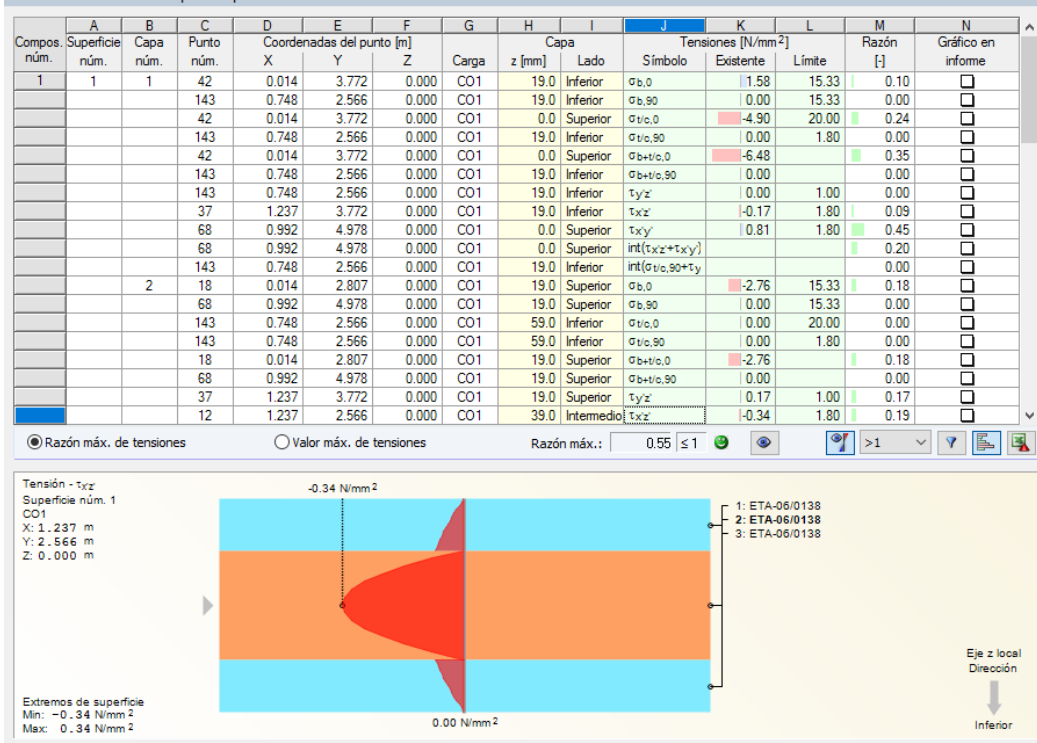 A B C D E F G H I J K L M N
Compos. Superficie Capa Punto Coordenadas del punto [m] Capa Tensiones [N/mm²] Razón Gráfico en
núm. núm. núm. núm. X Y Z Carga z [mm] Lado Símbolo Existente Límite [-] informe
1 1 1 42 0.014 3.772 0.000 CO1 19.0 Inferior σb,0 1.58 15.33 0.10
143 0.748 2.566 0.000 CO1 19.0 Inferior σb,90 0.00 15.33 0.00
42 0.014 3.772 0.000 CO1 0.0 Superior σt/c,0 -4.90 20.00 0.24
143 0.748 2.566 0.000 CO1 19.0 Inferior σt/c,90 0.00 1.80 0.00
42 0.014 3.772 0.000 CO1 0.0 Superior σb+t/c,0 -6.48 0.35
143 0.748 2.566 0.000 CO1 19.0 Inferior σb+t/c,90 0.00 0.00
143 0.748 2.566 0.000 CO1 19.0 Inferior τy'z' 0.00 1.00 0.00
37 1.237 3.772 0.000 CO1 19.0 Inferior τx'z' -0.17 1.80 0.09
68 0.992 4.978 0.000 CO1 0.0 Superior τx'y' 0.81 1.80 0.45
68 0.992 4.978 0.000 CO1 0.0 Superior int(τx'z'+τx'y') 0.20
143 0.748 2.566 0.000 CO1 19.0 Inferior int(σt/c,90+τy 0.00
2 18 0.014 2.807 0.000 CO1 19.0 Superior σb,0 -2.76 15.33 0.18
68 0.992 4.978 0.000 CO1 19.0 Superior σb,90 0.00 15.33 0.00
143 0.748 2.566 0.000 CO1 59.0 Inferior σt/c,0 0.00 20.00 0.00
143 0.748 2.566 0.000 CO1 59.0 Inferior σt/c,90 0.00 1.80 0.00
18 0.014 2.807 0.000 CO1 19.0 Superior σb+t/c,0 -2.76 0.18
68 0.992 4.978 0.000 CO1 19.0 Superior σb+t/c,90 0.00 0.00
37 1.237 3.772 0.000 CO1 19.0 Superior τy'z' 0.17 1.00 0.17
12 1.237 2.566 0.000 CO1 39.0 Intermedio τx'z' -0.34 1.80 0.19
Razón máx. de tensiones Valor máx. de tensiones Razón máx.: 0.55 ≤ 1 >1
Tensión - τx'z'
Superficie núm. 1
CO1
X: 1.237 m
Y: 2.566 m
Z: 0.000 m
-0.34 N/mm²
1: ETA-06/0138
2: ETA-06/0138
3: ETA-06/0138
Eje z local
Dirección
Inferior
Extremos de superficie
Min: -0.34 N/mm²
Max: 0.34 N/mm²
0.00 N/mm²